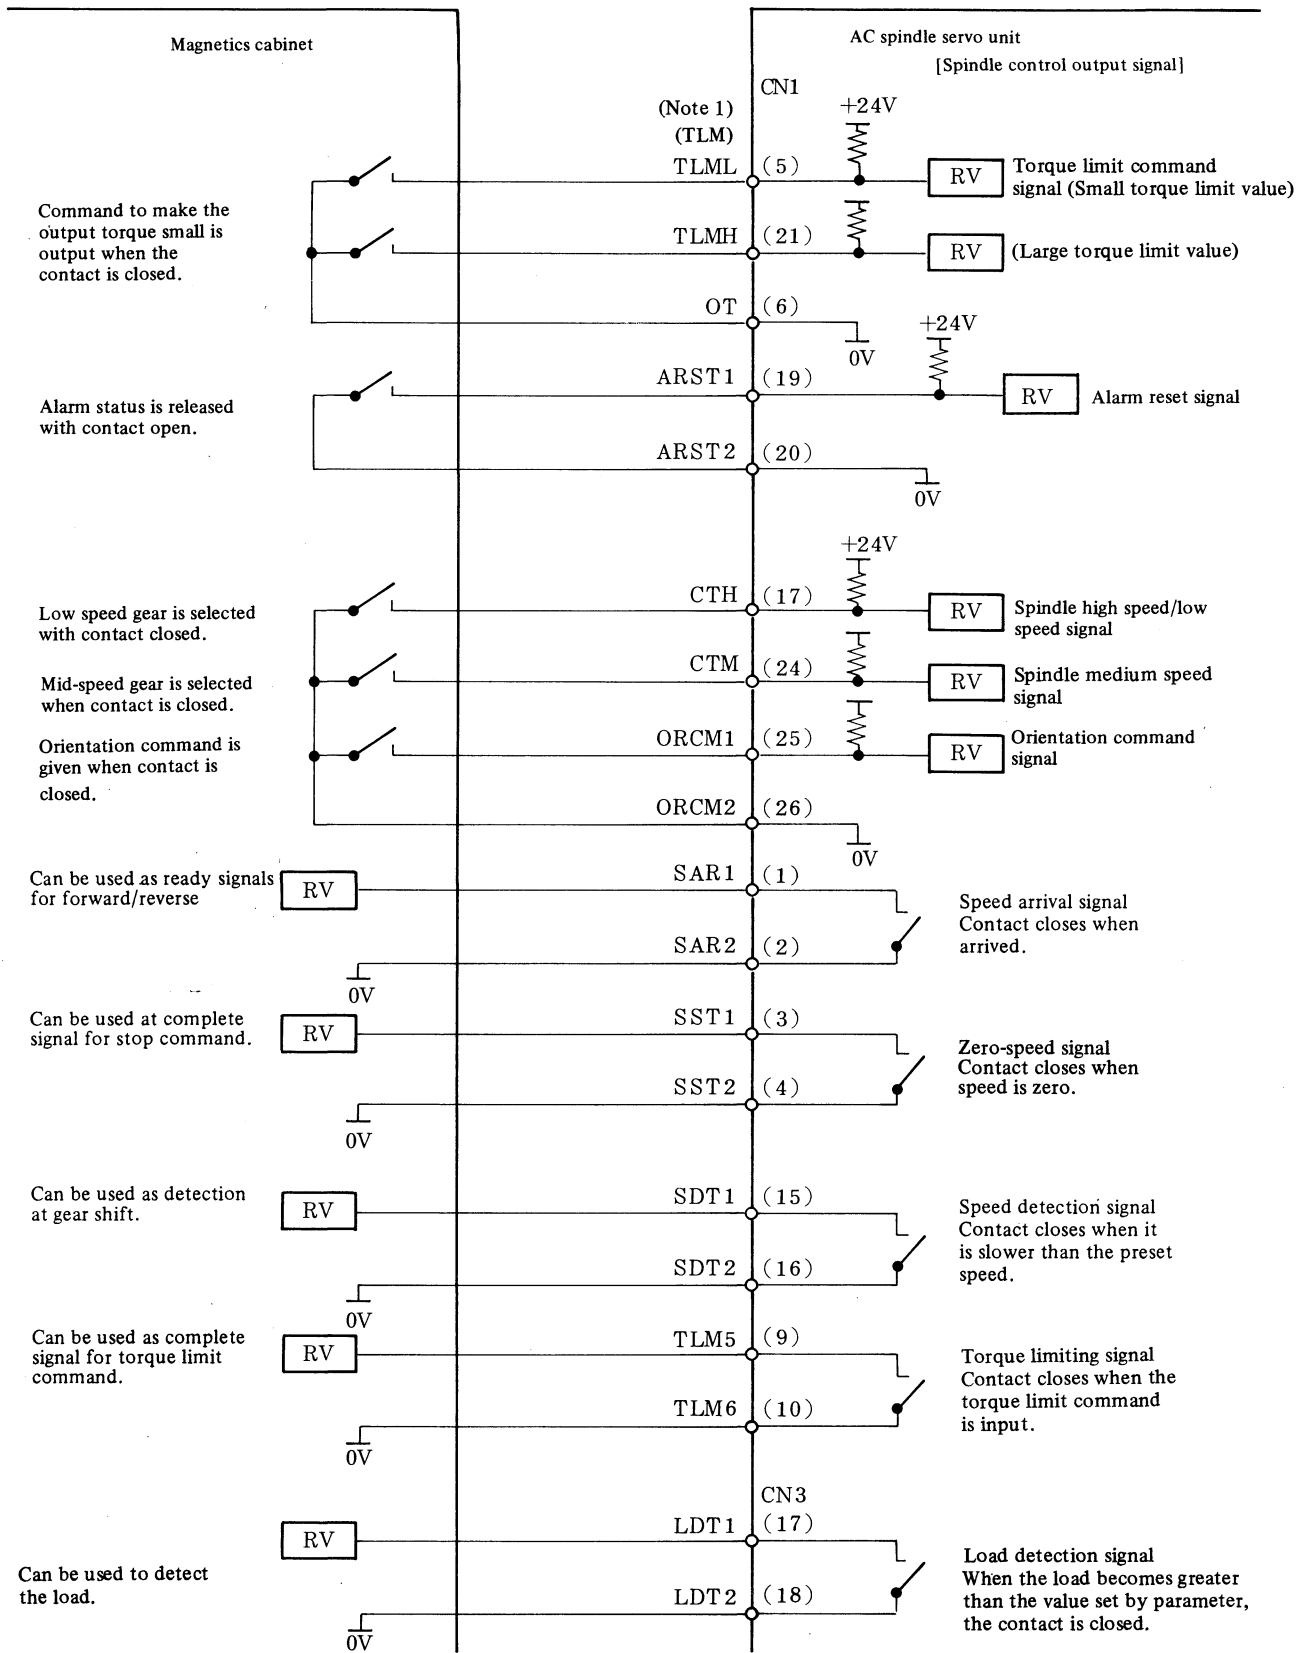 Magnetics cabinet
AC spindle servo unit
[Spindle control output signal]
CN1
(Note 1)
(TLM)
+24V
TLML (5)
RV
Torque limit command
signal (Small torque limit value)
Command to make the
output torque small is
output when the
contact is closed.
TLMH (21)
RV
(Large torque limit value)
OT (6)
0V
+24V
ARST1 (19)
RV
Alarm reset signal
Alarm status is released
with contact open.
ARST2 (20)
0V
+24V
CTH (17)
RV
Spindle high speed/low
speed signal
Low speed gear is selected
with contact closed.
CTM (24)
RV
Spindle medium speed
signal
Mid-speed gear is selected
when contact is closed.
ORCM1 (25)
RV
Orientation command
signal
Orientation command is
given when contact is
closed.
ORCM2 (26)
0V
Can be used as ready signals
for forward/reverse
RV
SAR1 (1)
Speed arrival signal
Contact closes when
arrived.
SAR2 (2)
0V
Can be used at complete
signal for stop command.
RV
SST1 (3)
Zero-speed signal
Contact closes when
speed is zero.
SST2 (4)
0V
Can be used as detection
at gear shift.
RV
SDT1 (15)
Speed detection signal
Contact closes when it
is slower than the preset
speed.
SDT2 (16)
0V
Can be used as complete
signal for torque limit
command.
RV
TLM5 (9)
Torque limiting signal
Contact closes when the
torque limit command
is input.
TLM6 (10)
0V
CN3
RV
LDT1 (17)
Can be used to detect
the load.
Load detection signal
When the load becomes greater
than the value set by parameter,
the contact is closed.
LDT2 (18)
0V